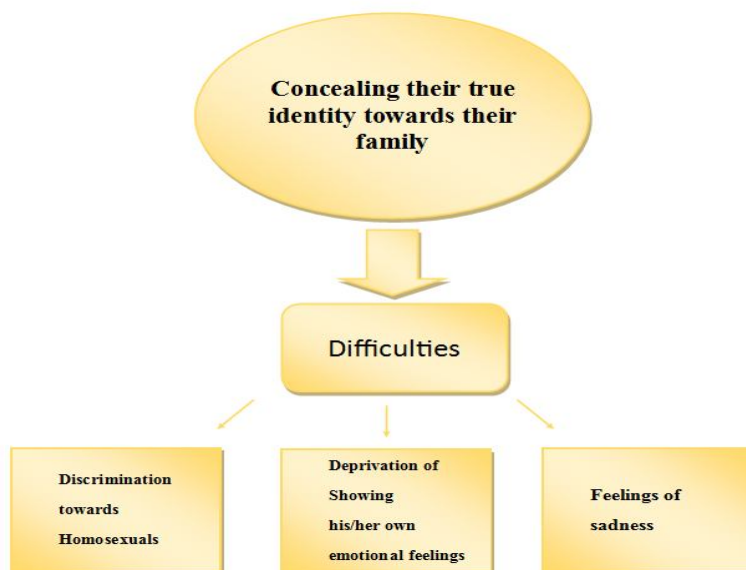 Concealing their true
identity towards their
family
Difficulties
Discrimination
towards
Homosexuals
Deprivation of
Showing
his/her own
emotional feelings
Feelings of
sadness